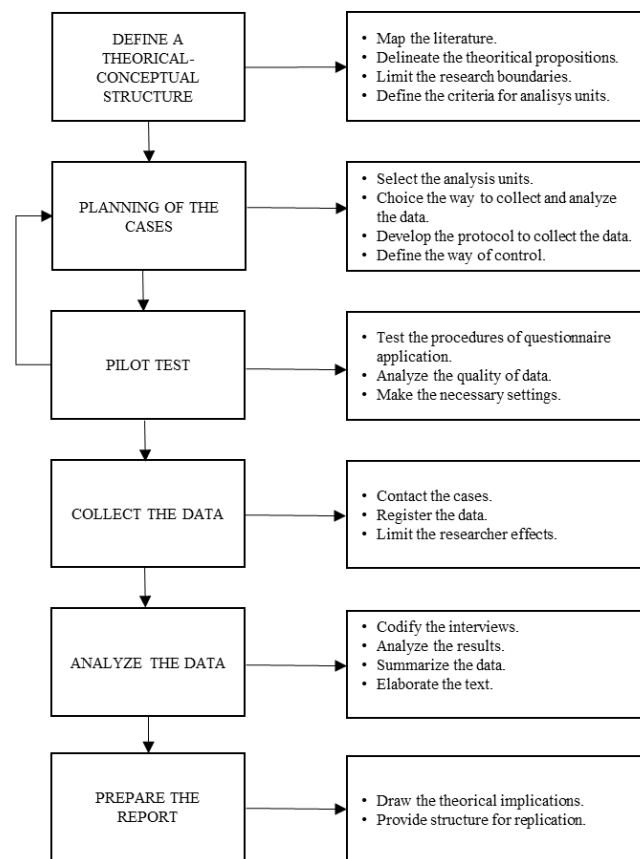 DEFINE A
THEORICAL-
CONCEPTUAL
STRUCTURE
• Map the literature.
• Delineate the theoritical propositions.
• Limit the research boundaries.
• Define the criteria for analisys units.
PLANNING OF THE
CASES
• Select the analysis units.
• Choice the way to collect and analyze
the data.
• Develop the protocol to collect the data.
• Define the way of control.
PILOT TEST
• Test the procedures of questionnaire
application.
• Analyze the quality of data.
• Make the necessary settings.
COLLECT THE DATA
• Contact the cases.
• Register the data.
• Limit the researcher effects.
ANALYZE THE DATA
• Codify the interviews.
• Analyze the results.
• Summarize the data.
• Elaborate the text.
PREPARE THE
REPORT
• Draw the theorical implications.
• Provide structure for replication.